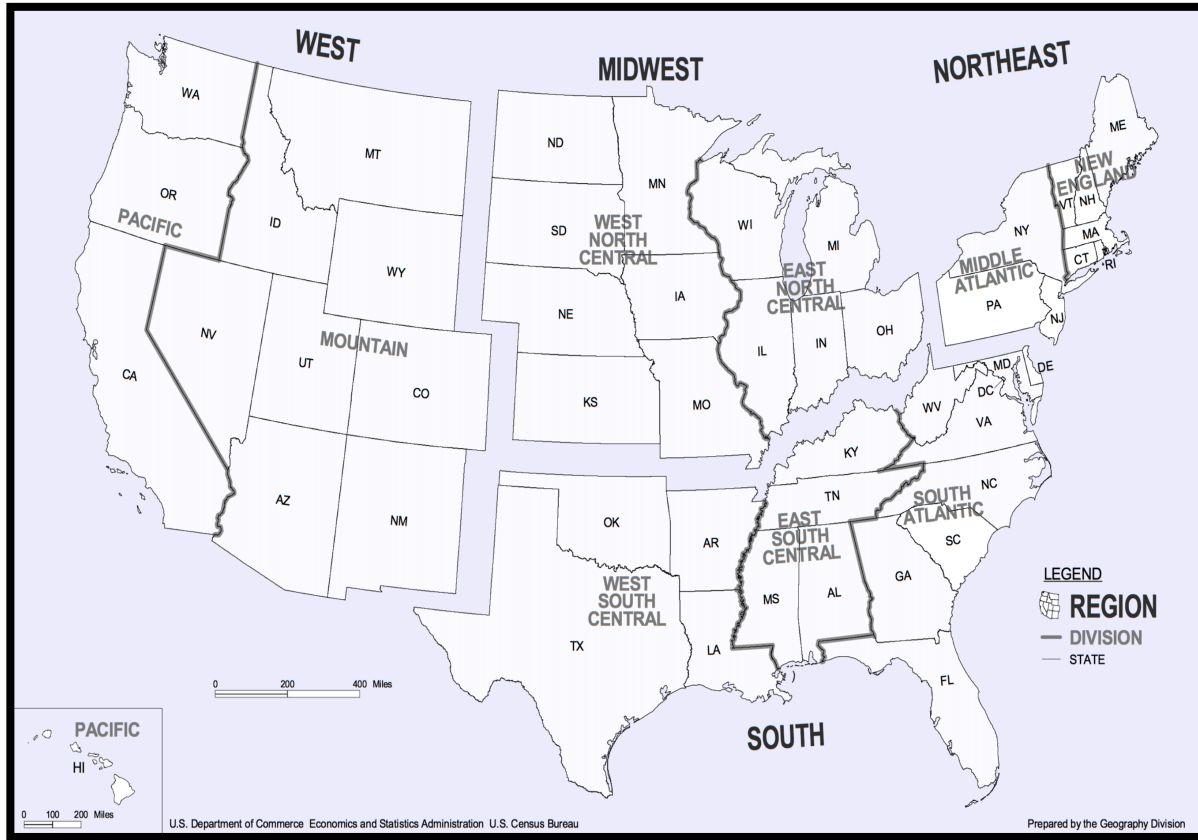 WEST
MIDWEST
NORTHEAST
WA
MT
ND
MN
ME
OR
ID
SD
WI
MI
NY
VT
NH
NEW
ENGLAND
MA
CT
RI
PACIFIC
WEST
NORTH
CENTRAL
WY
EAST
NORTH
CENTRAL
MIDDLE
ATLANTIC
PA
NJ
NV
UT
MOUNTAIN
CO
NE
IA
IL
IN
OH
CA
KS
MO
WV
MD
DE
DC
VA
KY
AZ
NM
OK
AR
TN
NC
EAST
SOUTH
CENTRAL
SOUTH
ATLANTIC
SC
WEST
SOUTH
CENTRAL
MS
AL
GA
TX
LA
FL
LEGEND
REGION
DIVISION
STATE
0 200 400 Miles
SOUTH
PACIFIC
HI
0 100 200 Miles
U.S. Department of Commerce Economics and Statistics Administration U.S. Census Bureau
Prepared by the Geography Division